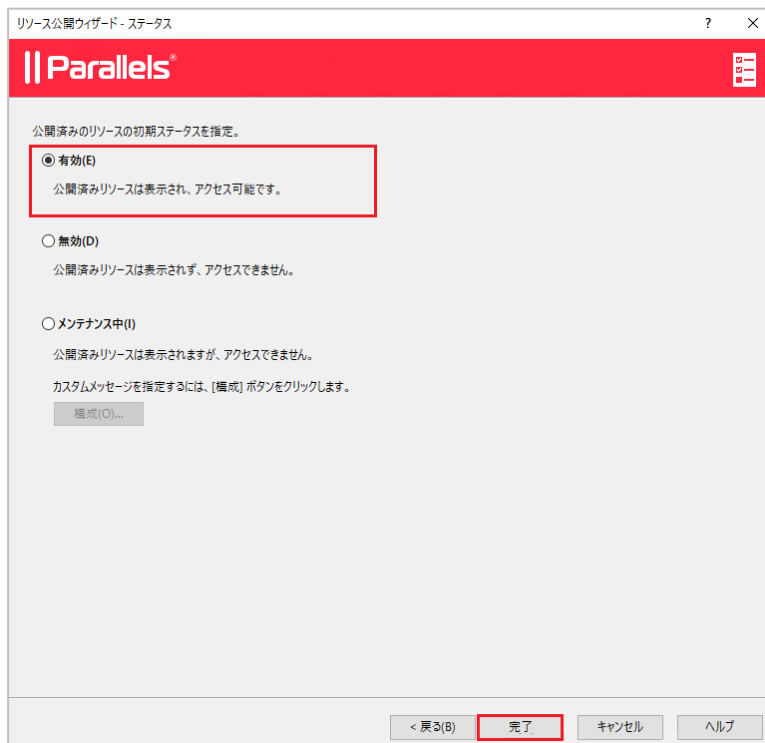 リソース公開ウィザード - ステータス
? ×
Parallels®
公開済みのリソースの初期ステータスを指定。
有効(E)
公開済みリソースは表示され、アクセス可能です。
無効(D)
公開済みリソースは表示されず、アクセスできません。
メンテナンス中(I)
公開済みリソースは表示されますが、アクセスできません。
カスタムメッセージを指定するには、[構成] ボタンをクリックします。
構成(O)...
< 戻る(B) 完了 キャンセル ヘルプ